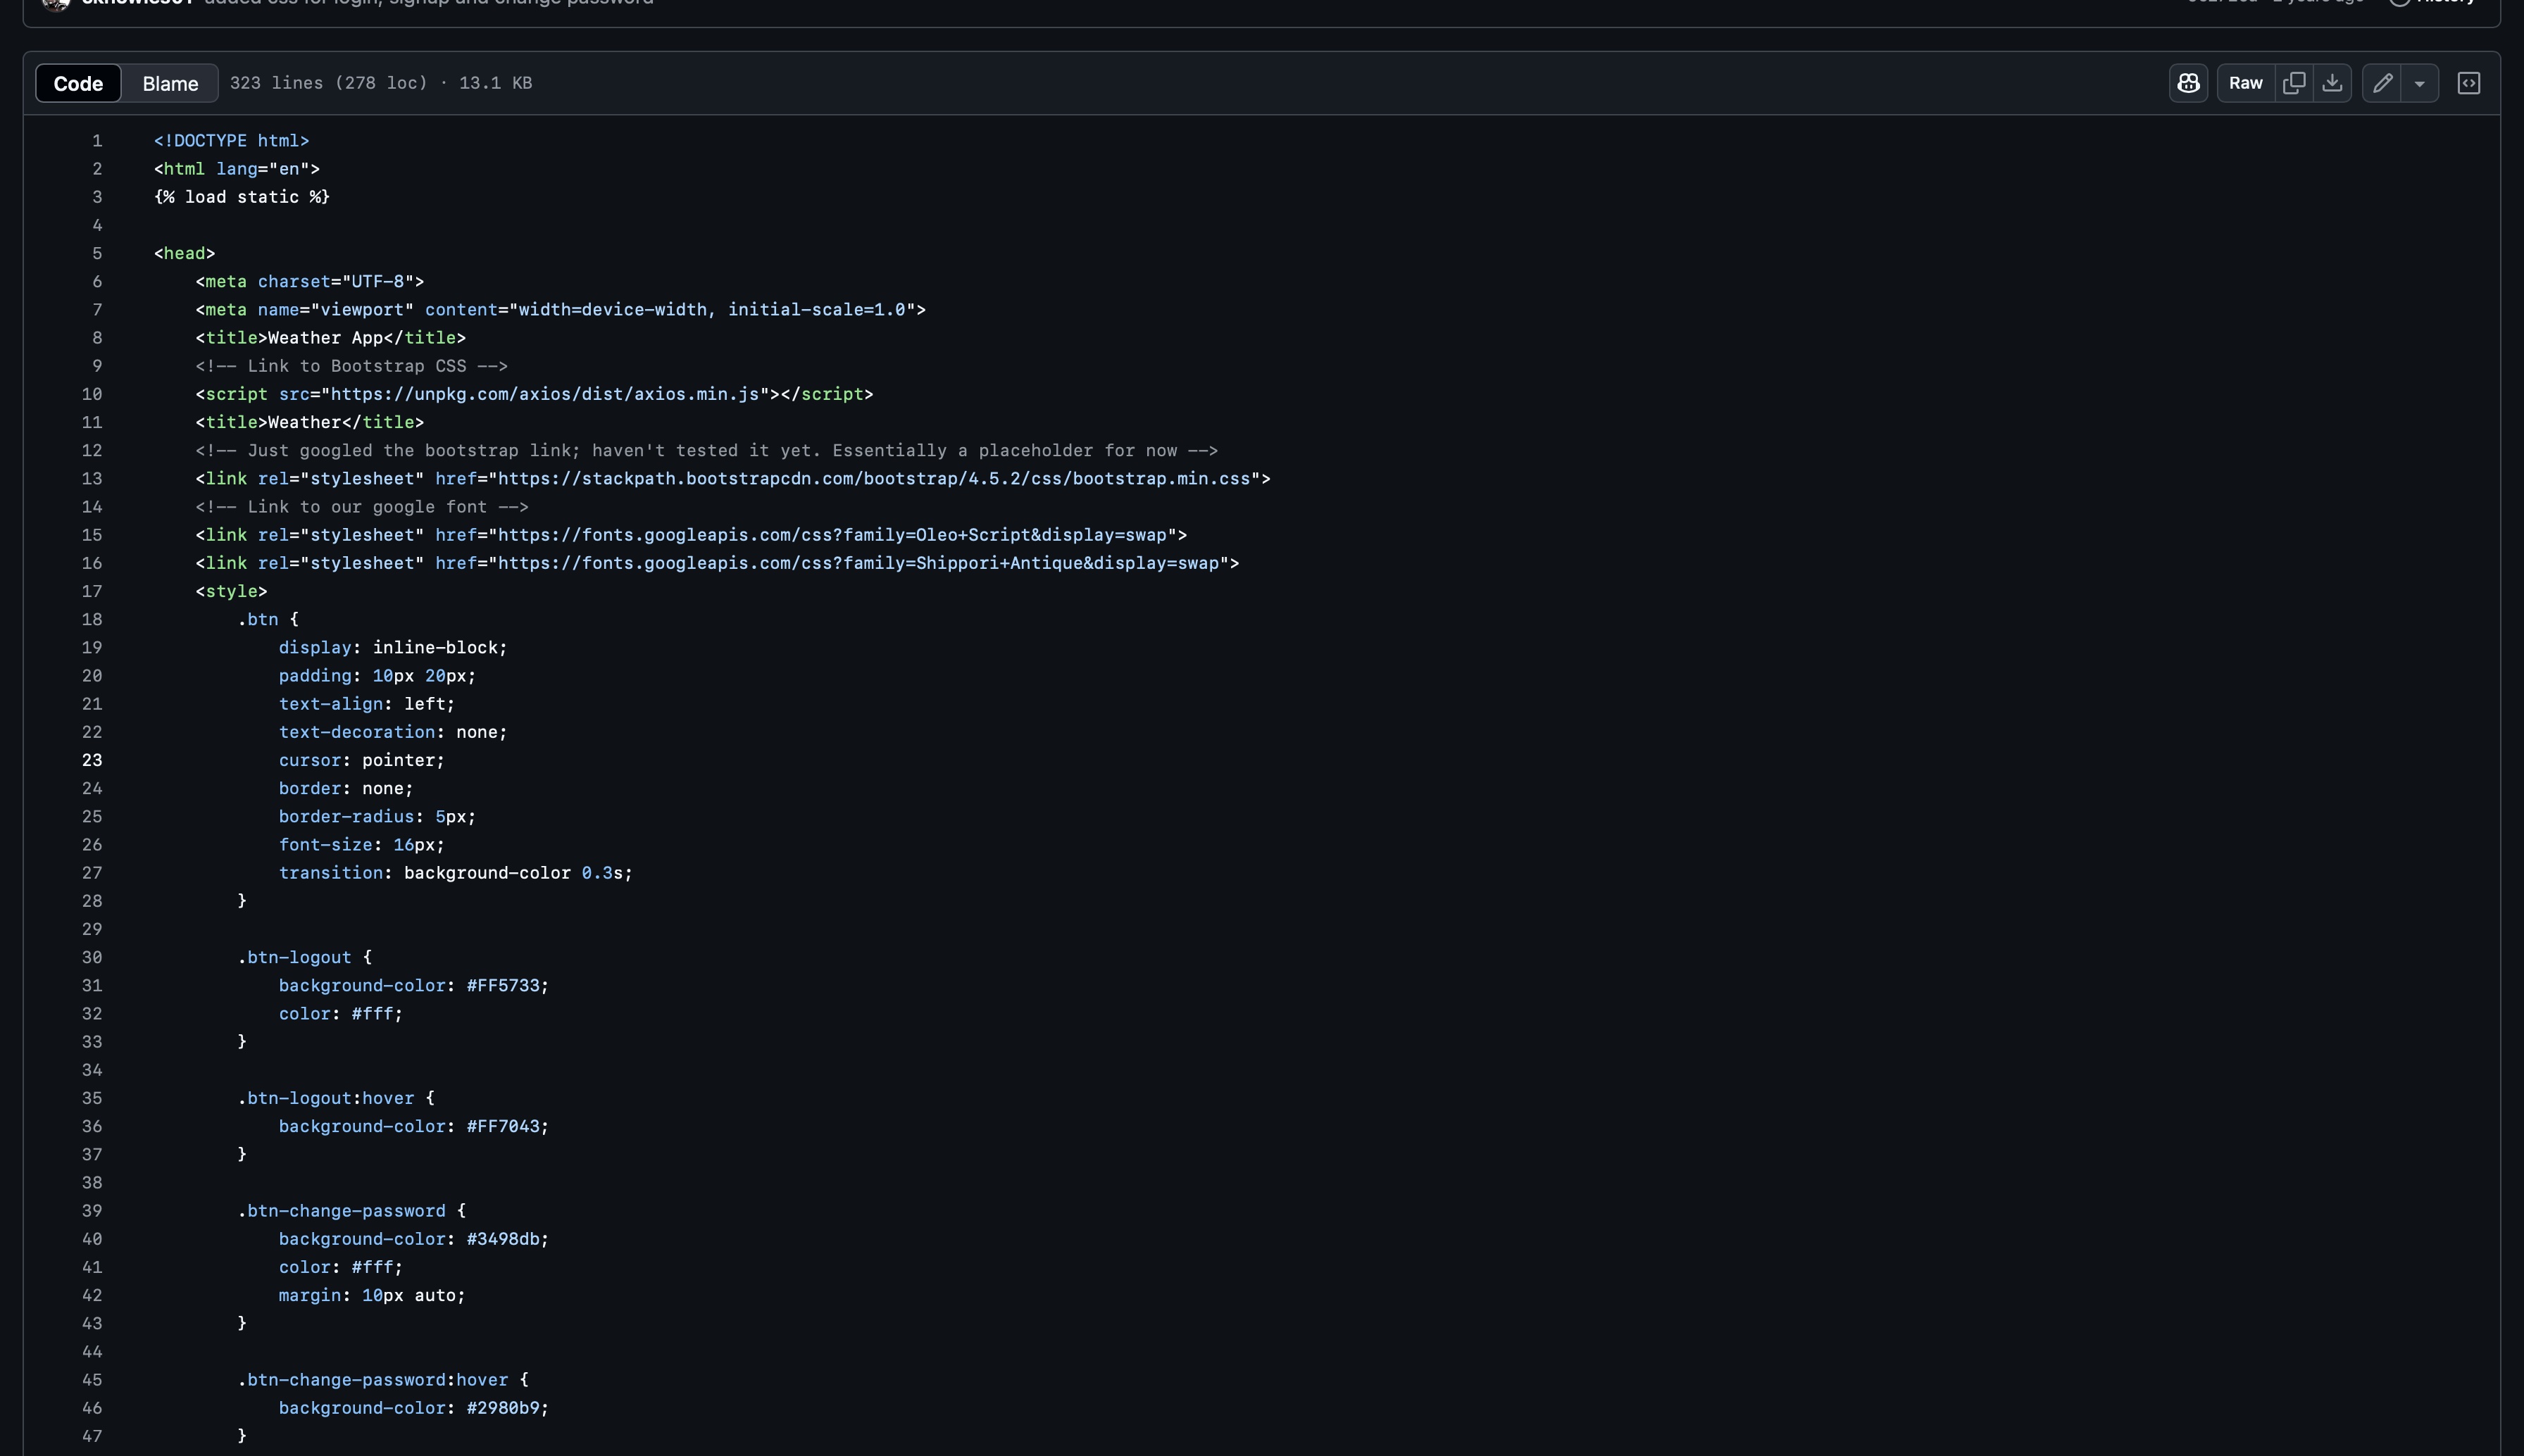 added css for login, signup and change password
History
Code Blame 323 lines (278 loc) · 13.1 KB Raw
1 <!DOCTYPE html>
2 <html lang="en">
3 {% load static %}
4
5 <head>
6 <meta charset="UTF-8">
7 <meta name="viewport" content="width=device-width, initial-scale=1.0">
8 <title>Weather App</title>
9 <!-- Link to Bootstrap CSS -->
10 <script src="https://unpkg.com/axios/dist/axios.min.js"></script>
11 <title>Weather</title>
12 <!-- Just googled the bootstrap link; haven't tested it yet. Essentially a placeholder for now -->
13 <link rel="stylesheet" href="https://stackpath.bootstrapcdn.com/bootstrap/4.5.2/css/bootstrap.min.css">
14 <!-- Link to our google font -->
15 <link rel="stylesheet" href="https://fonts.googleapis.com/css?family=Oleo+Script&display=swap">
16 <link rel="stylesheet" href="https://fonts.googleapis.com/css?family=Shippori+Antique&display=swap">
17 <style>
18 .btn {
19 display: inline-block;
20 padding: 10px 20px;
21 text-align: left;
22 text-decoration: none;
23 cursor: pointer;
24 border: none;
25 border-radius: 5px;
26 font-size: 16px;
27 transition: background-color 0.3s;
28 }
29
30 .btn-logout {
31 background-color: #FF5733;
32 color: #fff;
33 }
34
35 .btn-logout:hover {
36 background-color: #FF7043;
37 }
38
39 .btn-change-password {
40 background-color: #3498db;
41 color: #fff;
42 margin: 10px auto;
43 }
44
45 .btn-change-password:hover {
46 background-color: #2980b9;
47 }